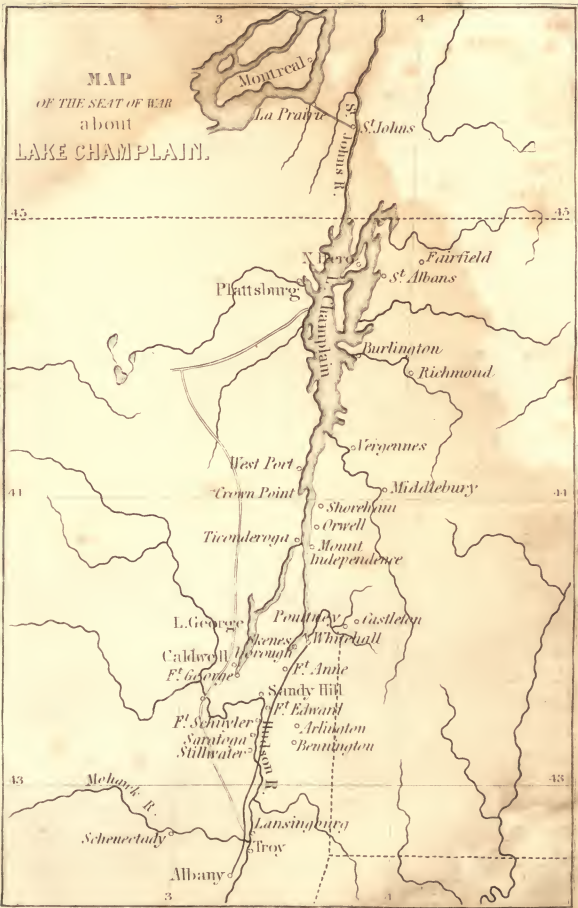 3 4
MAP
OF THE SEAT OF WAR
about
LAKE CHAMPLAIN.
Montreal
La Prairie
St. Johns
St. Johns R.
45 45
N. Hero
Fairfield
St. Albans
Plattsburg
L. Champlain
Burlington
Richmond
Vergennes
West Port
Crown Point
Middlebury
44 44
Shoreham
Orwell
Ticonderoga
Mount
Independence
L. George
Poultney
Castleton
Skenes
borough
Whitehall
Caldwell
Ft. George
Ft. Anne
Sandy Hill
Ft. Edward
Ft. Schuyler
Arlington
Saratoga
Bennington
Stillwater
Hudson R.
43 43
Mohawk R.
Lansingburg
Schenectady
Troy
Albany
3 4